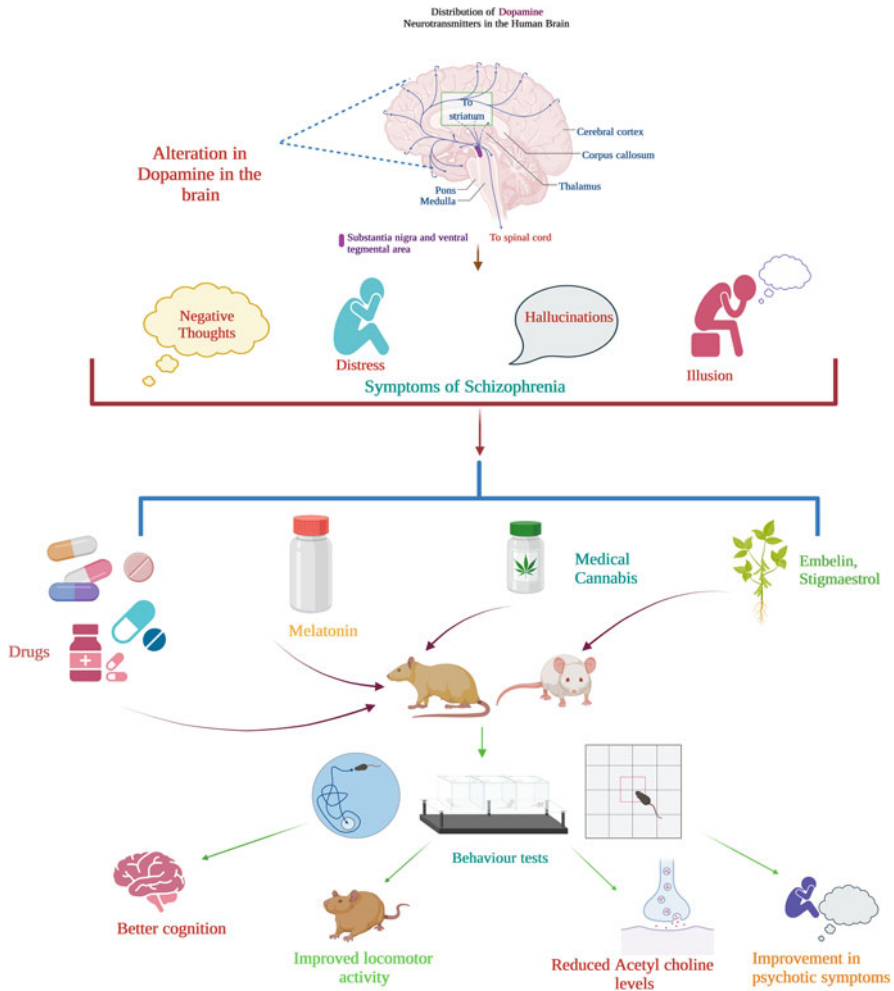 Distribution of Dopamine
Neurotransmitters in the Human Brain
To
striatum
Cerebral cortex
Corpus callosum
Thalamus
Pons
Medulla
Alteration in
Dopamine in the
brain
Substantia nigra and ventral
tegmental area
To spinal cord
Negative
Thoughts
Distress
Hallucinations
Illusion
Symptoms of Schizophrenia
Drugs
Melatonin
Medical
Cannabis
Embelin,
Stigmaestrol
Behaviour tests
Better cognition
Improved locomotor
activity
Reduced Acetyl choline
levels
Improvement in
psychotic symptoms